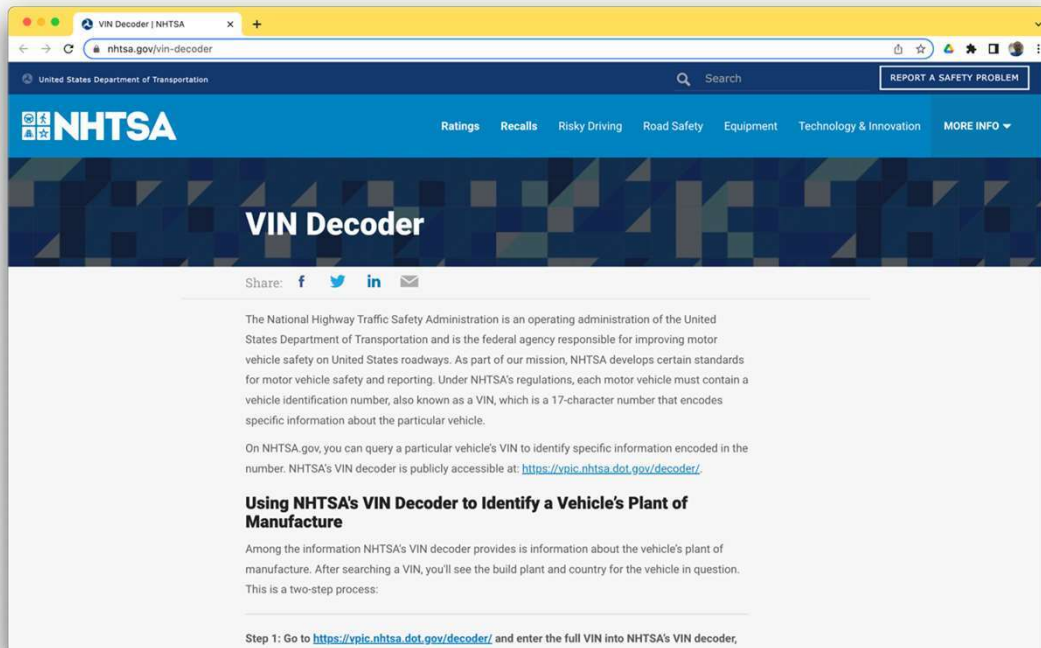 VIN Decoder | NHTSA
nhtsa.gov/vin-decoder
United States Department of Transportation
Search
REPORT A SAFETY PROBLEM
NHTSA
Ratings Recalls Risky Driving Road Safety Equipment Technology & Innovation MORE INFO
VIN Decoder
Share:
The National Highway Traffic Safety Administration is an operating administration of the United
States Department of Transportation and is the federal agency responsible for improving motor
vehicle safety on United States roadways. As part of our mission, NHTSA develops certain standards
for motor vehicle safety and reporting. Under NHTSA's regulations, each motor vehicle must contain a
vehicle identification number, also known as a VIN, which is a 17-character number that encodes
specific information about the particular vehicle.
On NHTSA.gov, you can query a particular vehicle's VIN to identify specific information encoded in the
number. NHTSA's VIN decoder is publicly accessible at: https://vpic.nhtsa.dot.gov/decoder/.
Using NHTSA's VIN Decoder to Identify a Vehicle's Plant of
Manufacture
Among the information NHTSA's VIN decoder provides is information about the vehicle's plant of
manufacture. After searching a VIN, you'll see the build plant and country for the vehicle in question.
This is a two-step process:
Step 1: Go to https://vpic.nhtsa.dot.gov/decoder/ and enter the full VIN into NHTSA's VIN decoder,